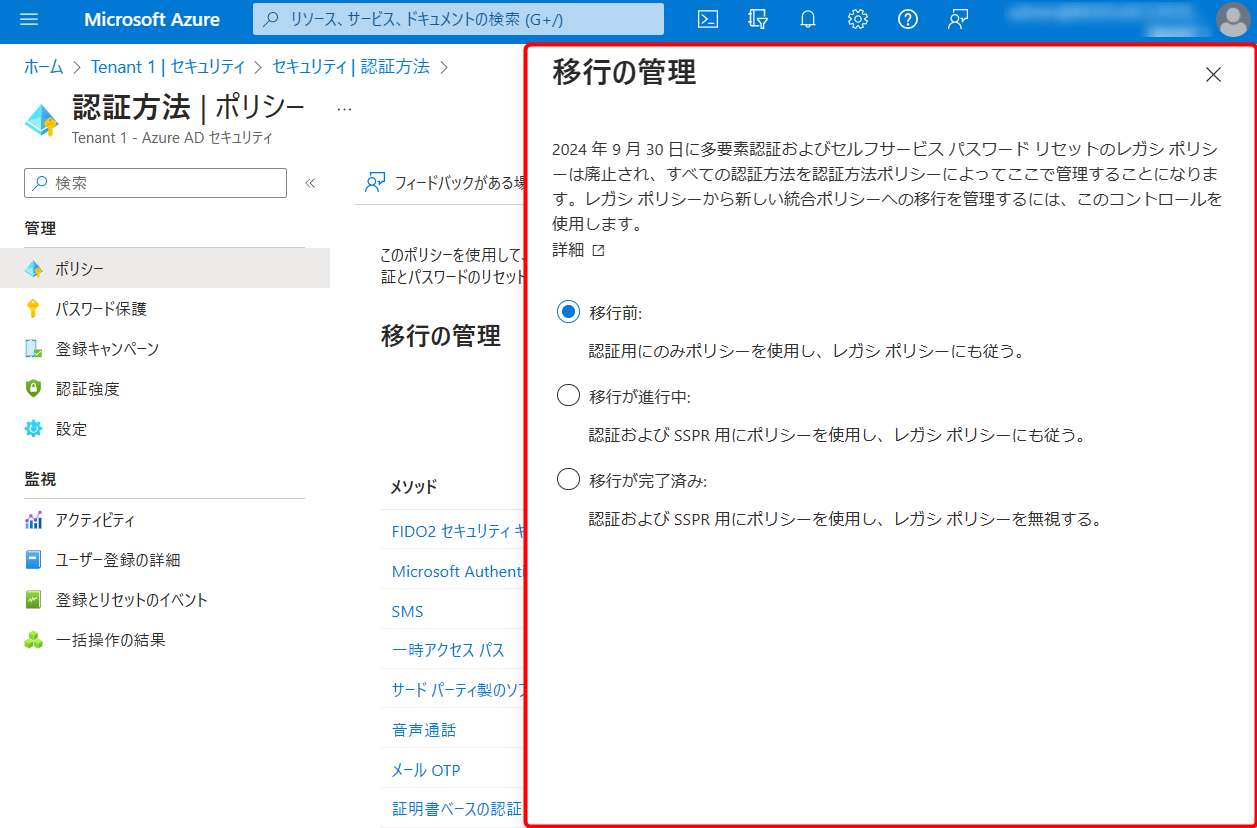 Microsoft Azure
リソース、サービス、ドキュメントの検索 (G+/)
ホーム > Tenant 1 | セキュリティ > セキュリティ | 認証方法 >
認証方法 | ポリシー ...
Tenant 1 - Azure AD セキュリティ
検索
«
管理
ポリシー
パスワード保護
登録キャンペーン
認証強度
設定
監視
アクティビティ
ユーザー登録の詳細
登録とリセットのイベント
一括操作の結果
フィードバックがある場
このポリシーを使用して、
証とパスワードのリセット
移行の管理
メソッド
FIDO2 セキュリティ キ
Microsoft Authenti
SMS
一時アクセス パス
サード パーティ製のソフ
音声通話
メール OTP
証明書ベースの認証
移行の管理
2024 年 9 月 30 日に多要素認証およびセルフサービス パスワード リセットのレガシ ポリシ
ーは廃止され、すべての認証方法を認証方法ポリシーによってここで管理することになりま
す。レガシ ポリシーから新しい統合ポリシーへの移行を管理するには、このコントロールを
使用します。
詳細
移行前:
認証用にのみポリシーを使用し、レガシ ポリシーにも従う。
移行が進行中:
認証および SSPR 用にポリシーを使用し、レガシ ポリシーにも従う。
移行が完了済み:
認証および SSPR 用にポリシーを使用し、レガシ ポリシーを無視する。